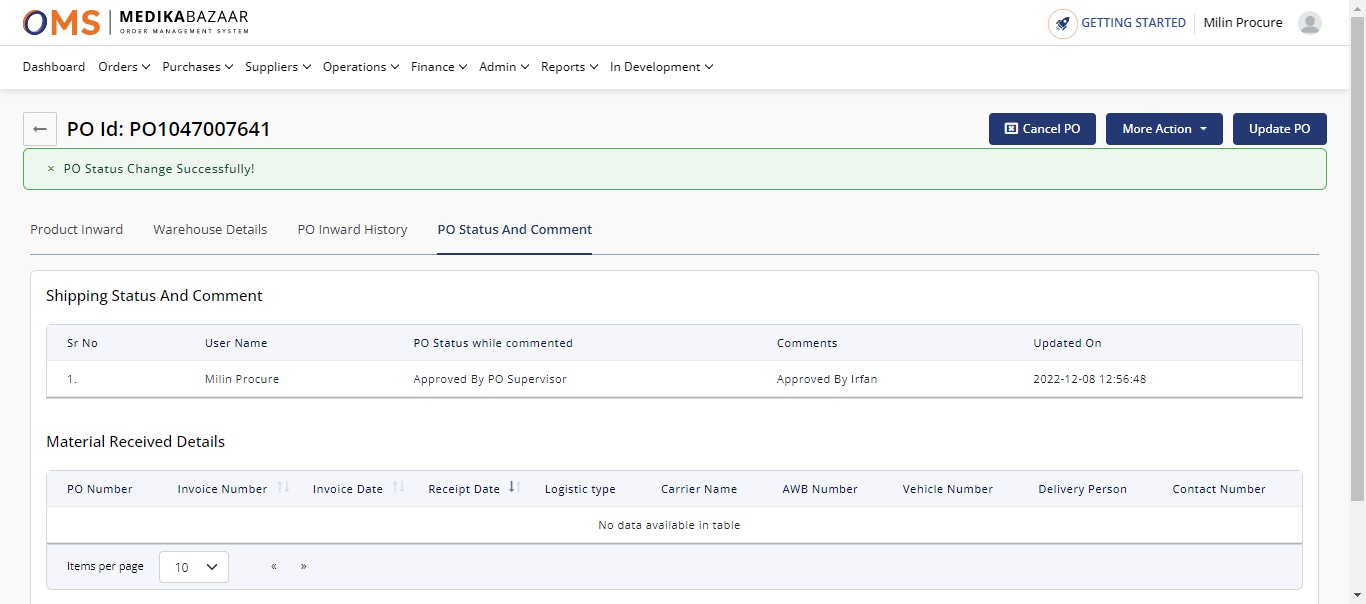 OMS MEDIKABAZAAR
ORDER MANAGEMENT SYSTEM
GETTING STARTED Milin Procure
Dashboard Orders Purchases Suppliers Operations Finance Admin Reports In Development
← PO Id: PO1047007641 Cancel PO More Action Update PO
× PO Status Change Successfully!
Product Inward Warehouse Details PO Inward History PO Status And Comment
Shipping Status And Comment
Sr No User Name PO Status while commented Comments Updated On
1. Milin Procure Approved By PO Supervisor Approved By Irfan 2022-12-08 12:56:48
Material Received Details
PO Number Invoice Number Invoice Date Receipt Date Logistic type Carrier Name AWB Number Vehicle Number Delivery Person Contact Number
No data available in table
Items per page 10 « »